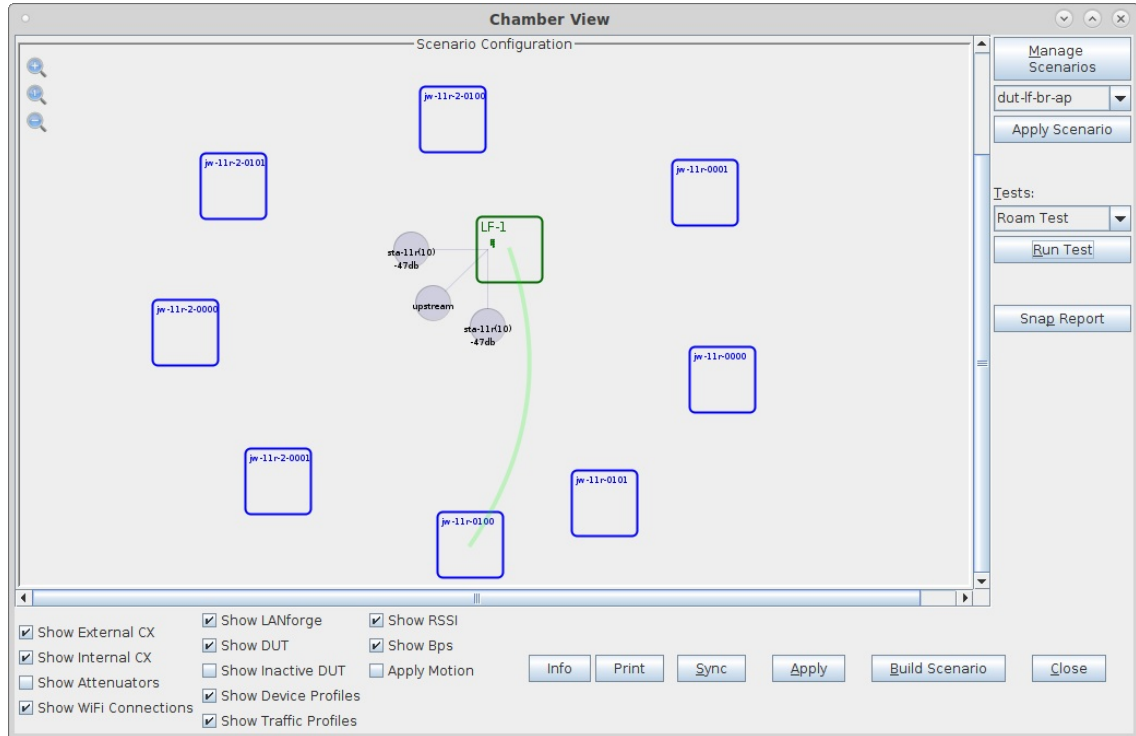 Chamber View
Scenario Configuration
jw-11r-2-0100
jw-11r-2-0101
jw-11r-0001
LF-1
sta-11r(10)
-47db
upstream
sta-11r(10)
-47db
jw-11r-2-0000
jw-11r-0000
jw-11r-2-0001
jw-11r-0101
jw-11r-0100
Manage
Scenarios
dut-lf-br-ap
Apply Scenario
Tests:
Roam Test
Run Test
Snap Report
Show External CX
Show Internal CX
Show Attenuators
Show WiFi Connections
Show LANforge
Show DUT
Show Inactive DUT
Show Device Profiles
Show Traffic Profiles
Show RSSI
Show Bps
Apply Motion
Info
Print
Sync
Apply
Build Scenario
Close